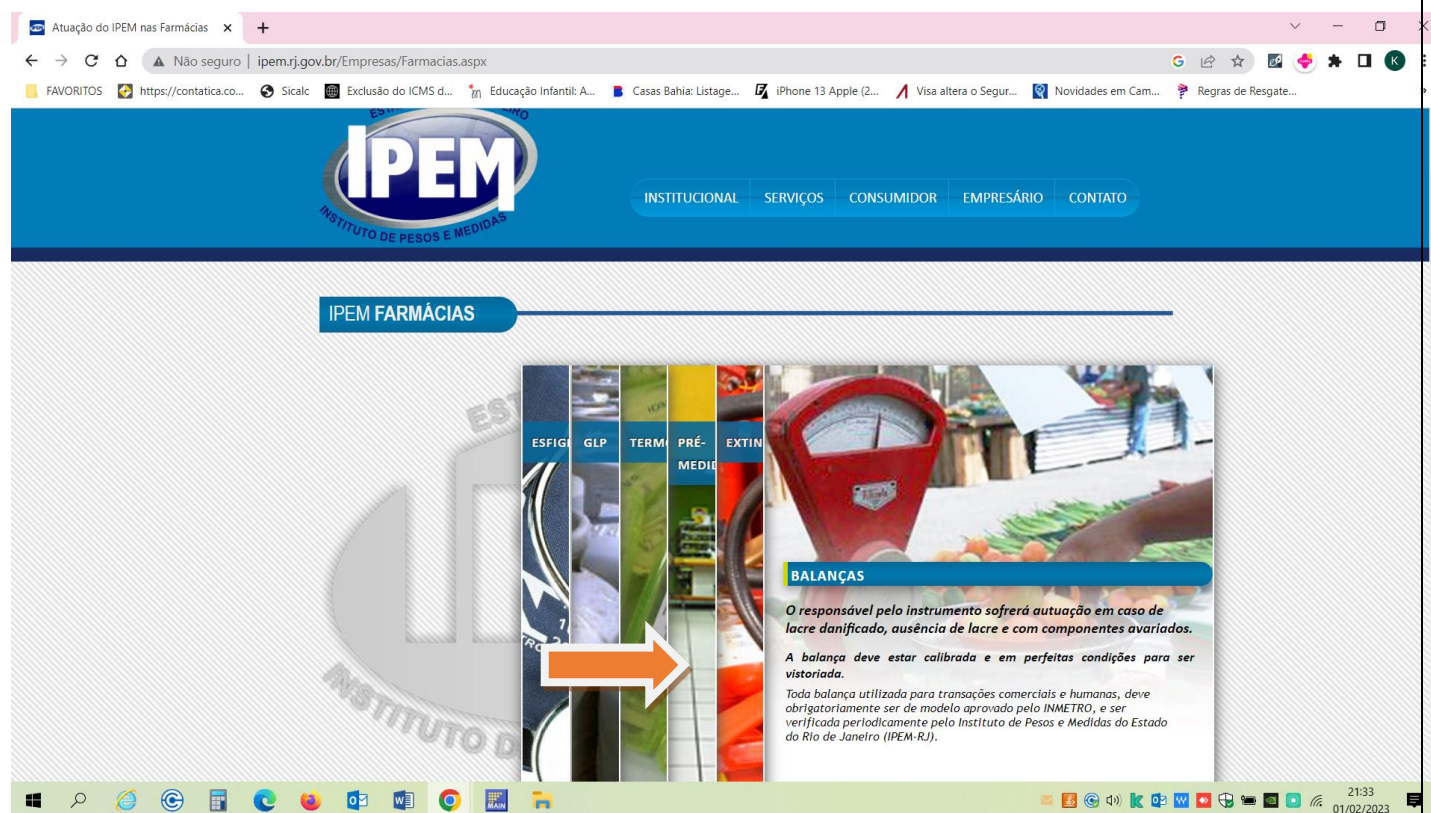 Atuação do IPEM nas Farmácias
Não seguro | ipem.rj.gov.br/Empresas/Farmacias.aspx
K
FAVORITOS https://contatica.co... Sicalc Exclusão do ICMS d... Educação Infantil: A... Casas Bahia: Listage... iPhone 13 Apple (2... Visa altera o Segur... Novidades em Cam... Regras de Resgate...
IPEM
INSTITUTO DE PESOS E MEDIDAS
INSTITUCIONAL SERVIÇOS CONSUMIDOR EMPRESÁRIO CONTATO
IPEM FARMÁCIAS
ESFIG GLP TERM PRÉ- EXTIN
MEDID
BALANÇAS
O responsável pelo instrumento sofrerá autuação em caso de
lacre danificado, ausência de lacre e com componentes avariados.
A balança deve estar calibrada e em perfeitas condições para ser
vistoriada.
Toda balança utilizada para transações comerciais e humanas, deve
obrigatoriamente ser de modelo aprovado pelo INMETRO, e ser
verificada periodicamente pelo Instituto de Pesos e Medidas do Estado
do Rio de Janeiro (IPEM-RJ).
INSTITUTO D
MAIN
21:33
01/02/2023